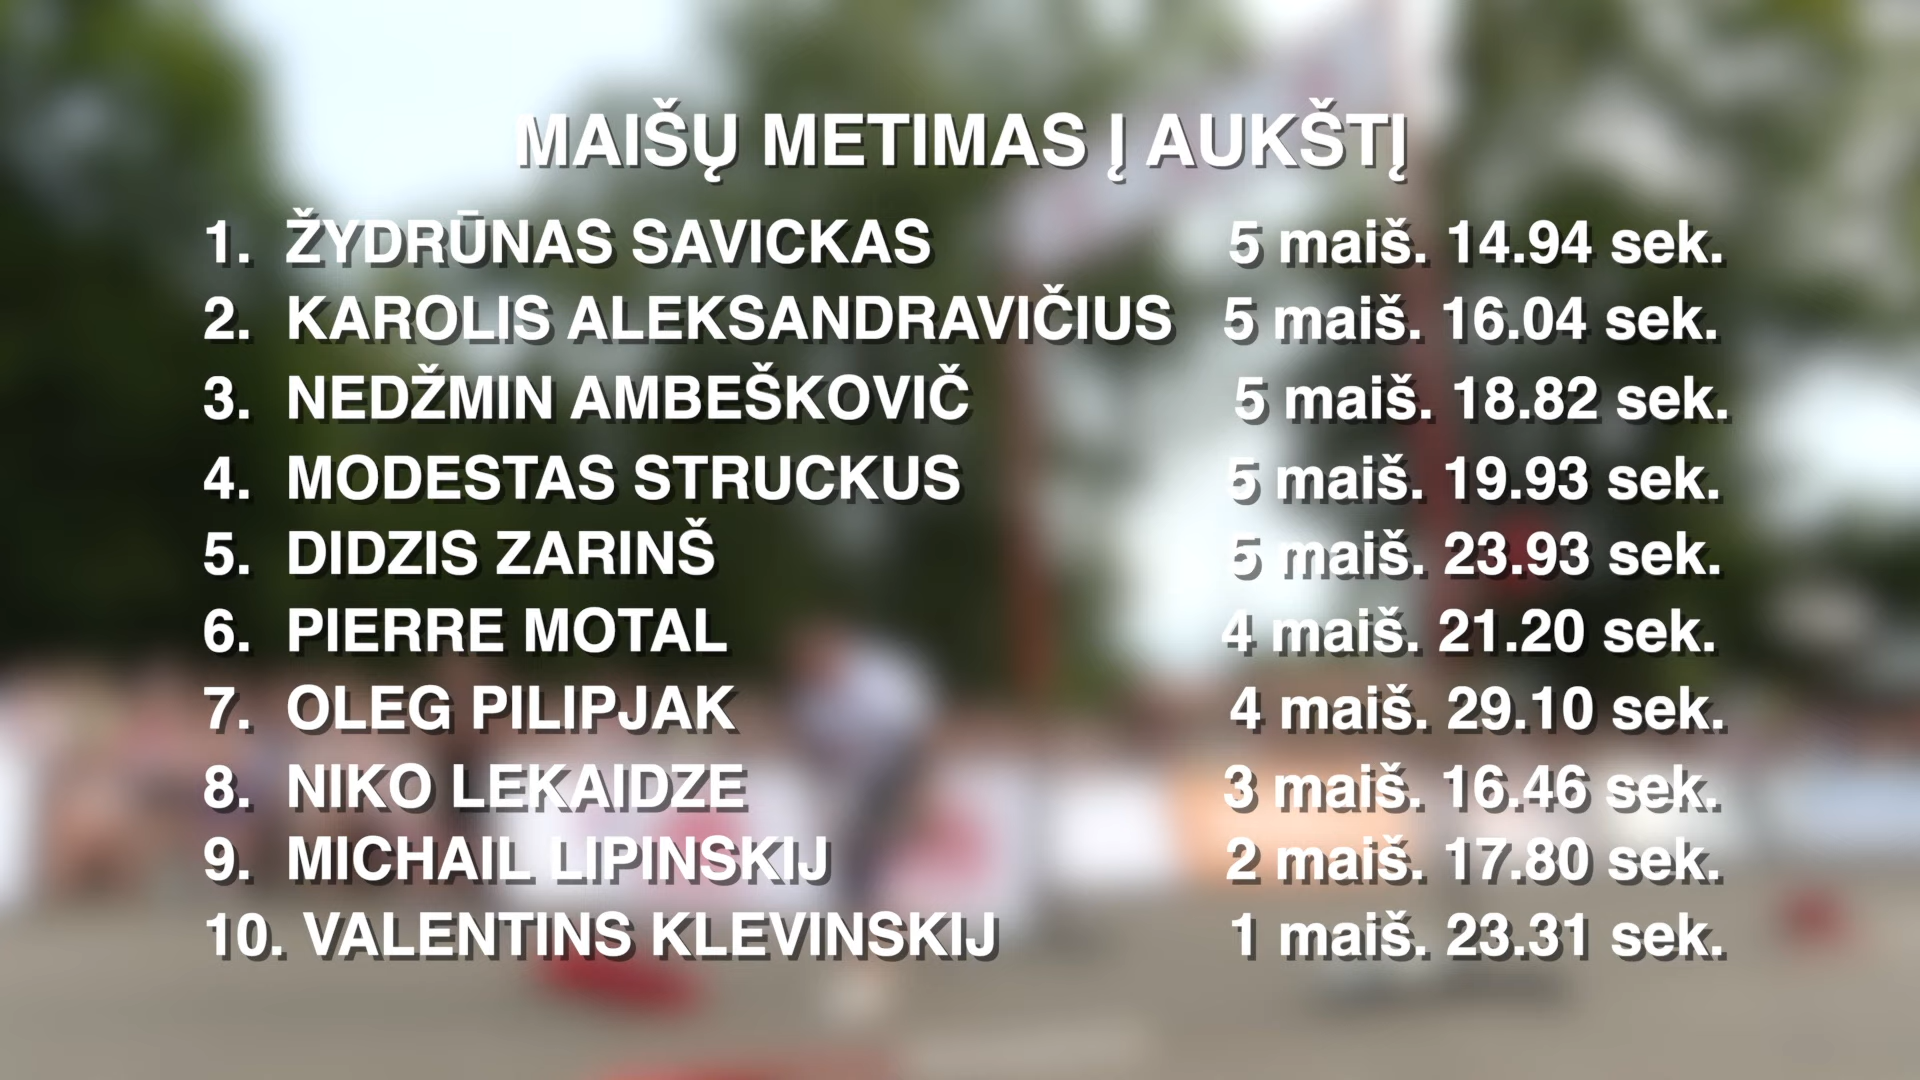 MAIŠŲ METIMAS Į AUKŠTĮ
1. ŽYDRŪNAS SAVICKAS 5 maiš. 14.94 sek.
2. KAROLIS ALEKSANDRAVIČIUS 5 maiš. 16.04 sek.
3. NEDŽMIN AMBEŠKOVIČ 5 maiš. 18.82 sek.
4. MODESTAS STRUCKUS 5 maiš. 19.93 sek.
5. DIDZIS ZARINŠ 5 maiš. 23.93 sek.
6. PIERRE MOTAL 4 maiš. 21.20 sek.
7. OLEG PILIPJAK 4 maiš. 29.10 sek.
8. NIKO LEKAIDZE 3 maiš. 16.46 sek.
9. MICHAIL LIPINSKIJ 2 maiš. 17.80 sek.
10. VALENTINS KLEVINSKIJ 1 maiš. 23.31 sek.